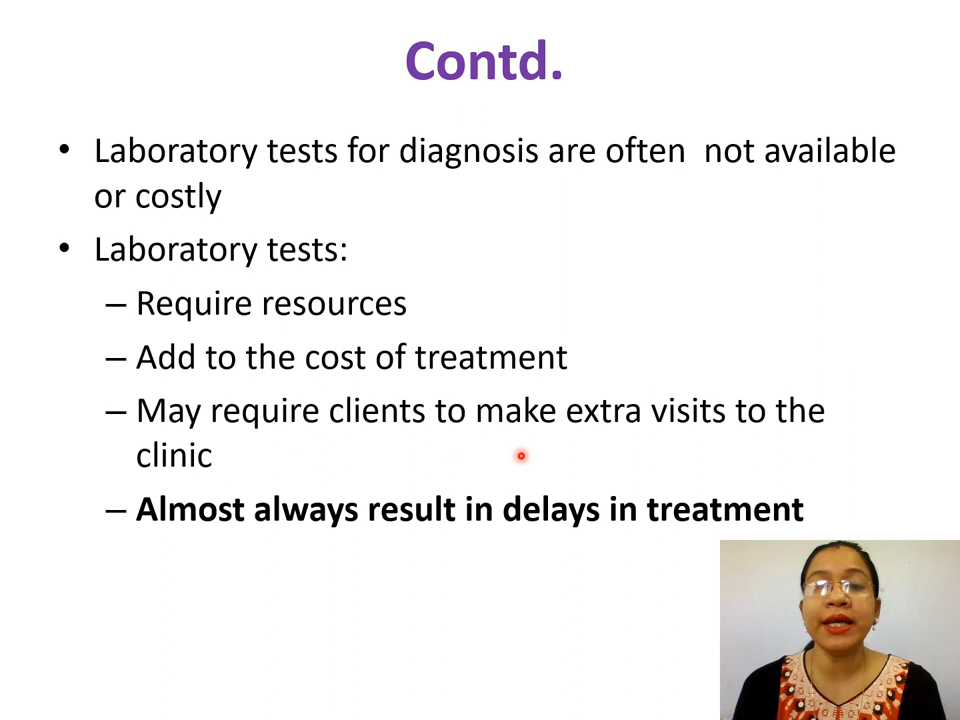 Contd.
• Laboratory tests for diagnosis are often  not available
or costly
• Laboratory tests:
– Require resources
– Add to the cost of treatment
– May require clients to make extra visits to the
clinic
– Almost always result in delays in treatment